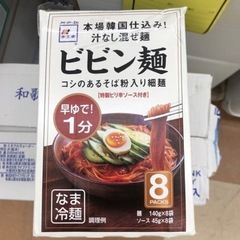 本場韓国仕込み!
汁なし混ぜ麺
ビビン麺
コシのあるそば粉入り細麺
[特製ピリ辛ソース付き]
早ゆで!
1分
なま
冷麺
調理例
8
PACKS
麺 140g×8袋
ソース 45g×8袋
和歌